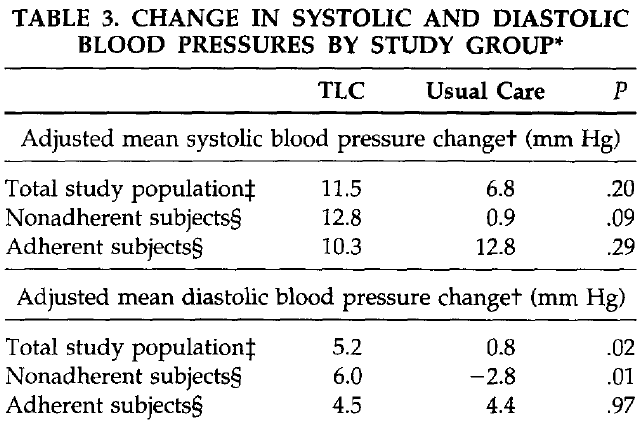 TABLE 3. CHANGE IN SYSTOLIC AND DIASTOLIC
BLOOD PRESSURES BY STUDY GROUP*
TLC Usual Care P
Adjusted mean systolic blood pressure change† (mm Hg)
Total study population‡ 11.5 6.8 .20
Nonadherent subjects§ 12.8 0.9 .09
Adherent subjects§ 10.3 12.8 .29
Adjusted mean diastolic blood pressure change† (mm Hg)
Total study population‡ 5.2 0.8 .02
Nonadherent subjects§ 6.0 −2.8 .01
Adherent subjects§ 4.5 4.4 .97